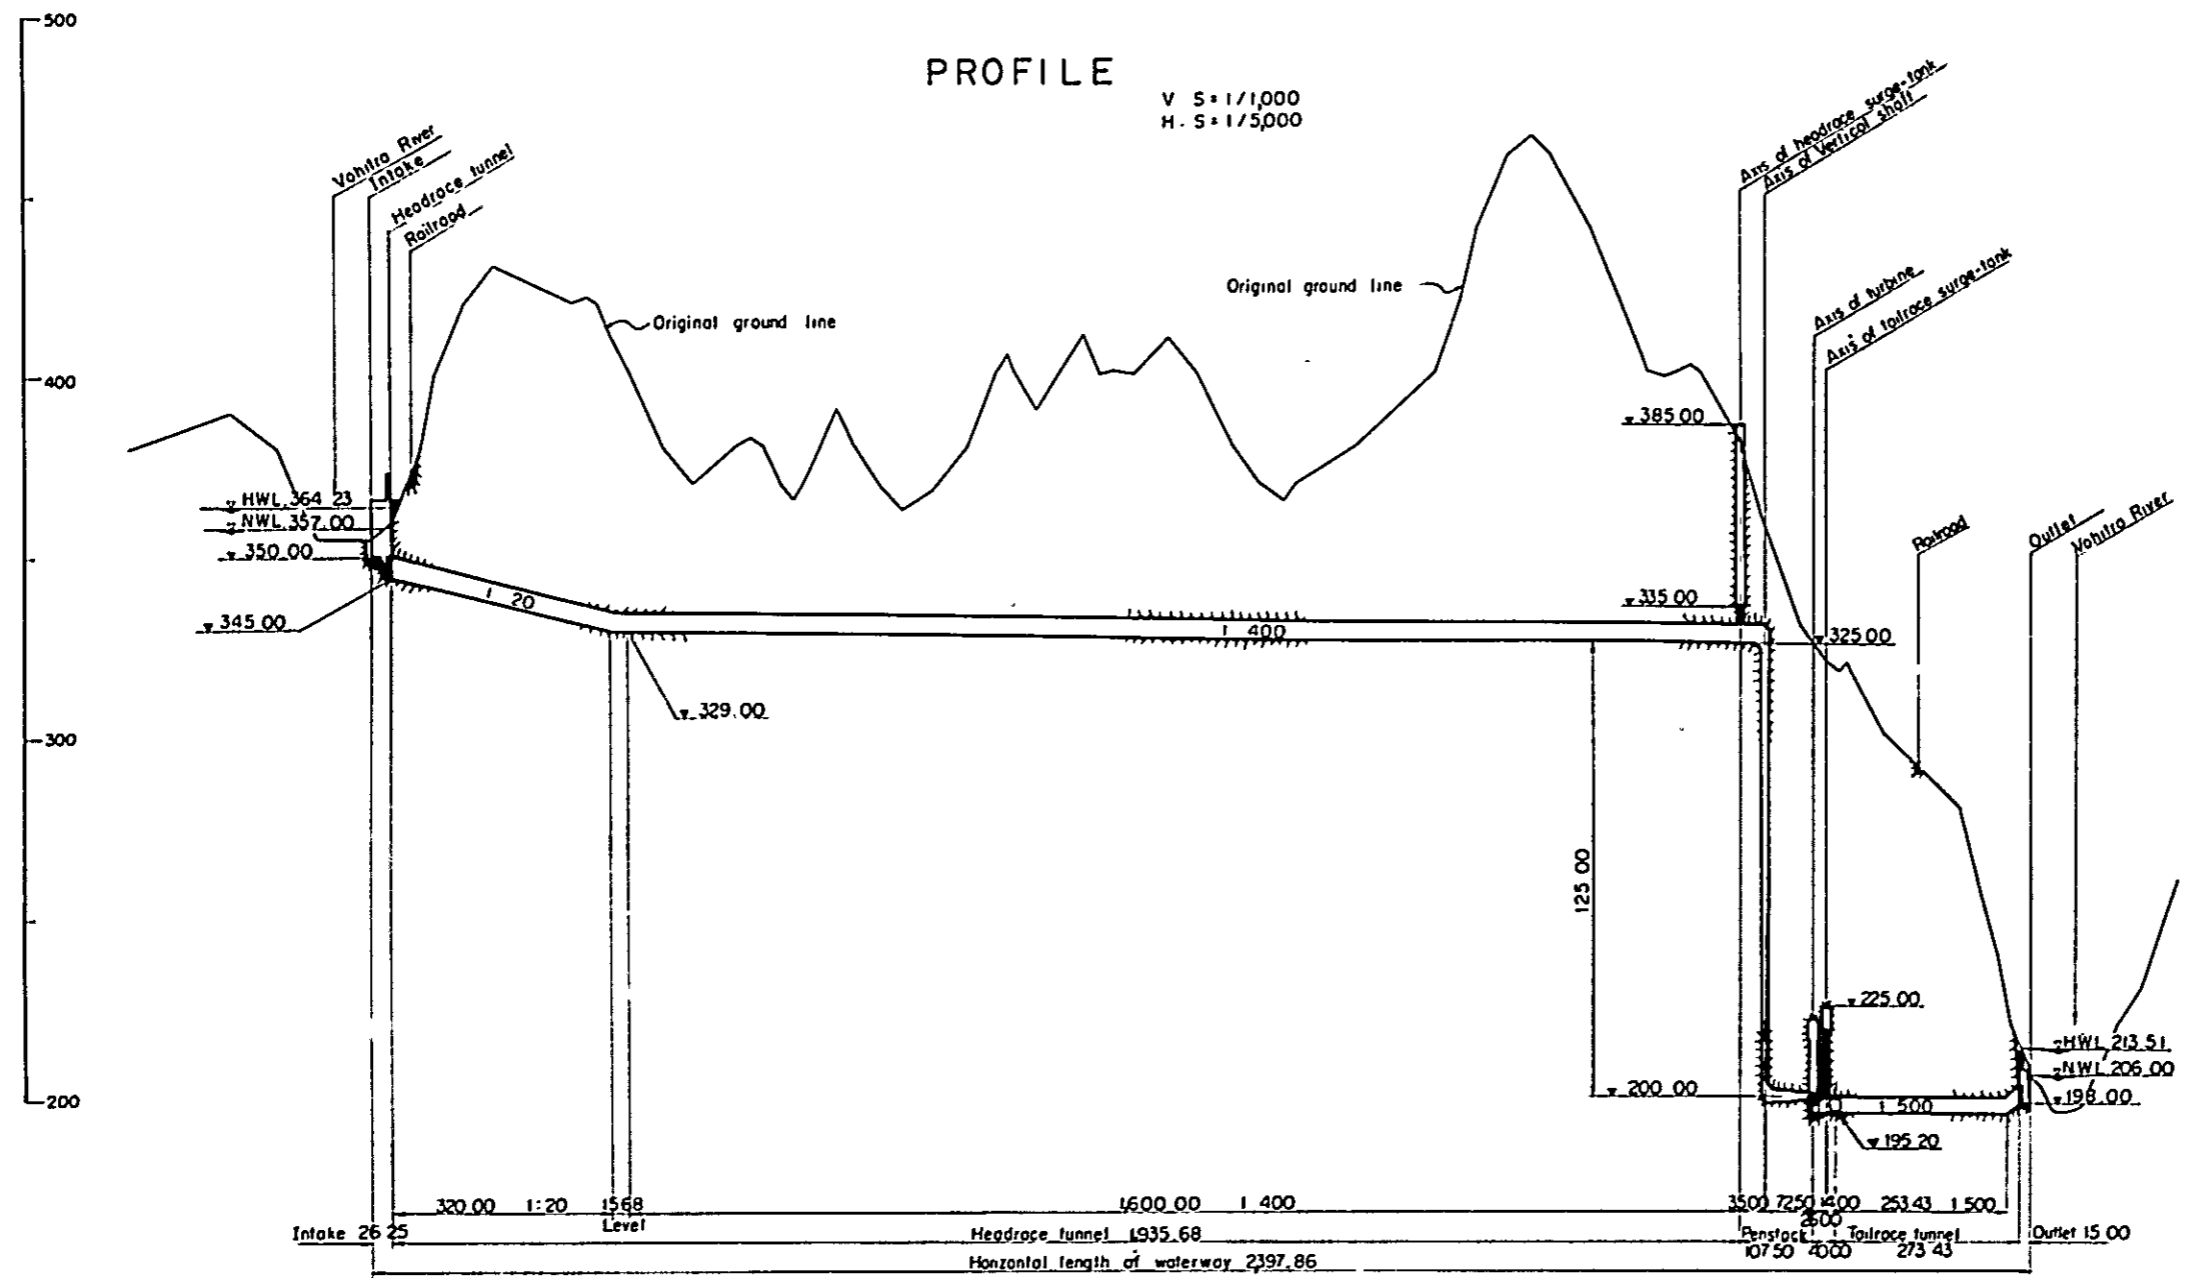 500
PROFILE
V S=1/1,000
H. S=1/5,000
Vohitra River
Intake
Headrace tunnel
Railroad
Axis of headrace surge-tank
Axis of Vertical shaft
Axis of turbine
Axis of tailrace surge-tank
Original ground line
Original ground line
400
385.00
HWL 364.23
NWL 357.00
350.00
345.00
1 20
335.00
1 400
325.00
Railroad
Outlet
Vohitra River
329.00
300
125.00
225.00
HWL 213.51
NWL 206.00
198.00
200
200.00
1 500
195.20
320.00 1:20 15.68 1,600.00 1 400 35.00 72.50 14.00 253.43 1.500
Level 26.00
Intake 26.25 Headrace tunnel 1,935.68 Penstock Tailrace tunnel Outlet 15.00
107.50 40.00 273.43
Horizontal length of waterway 2,397.86